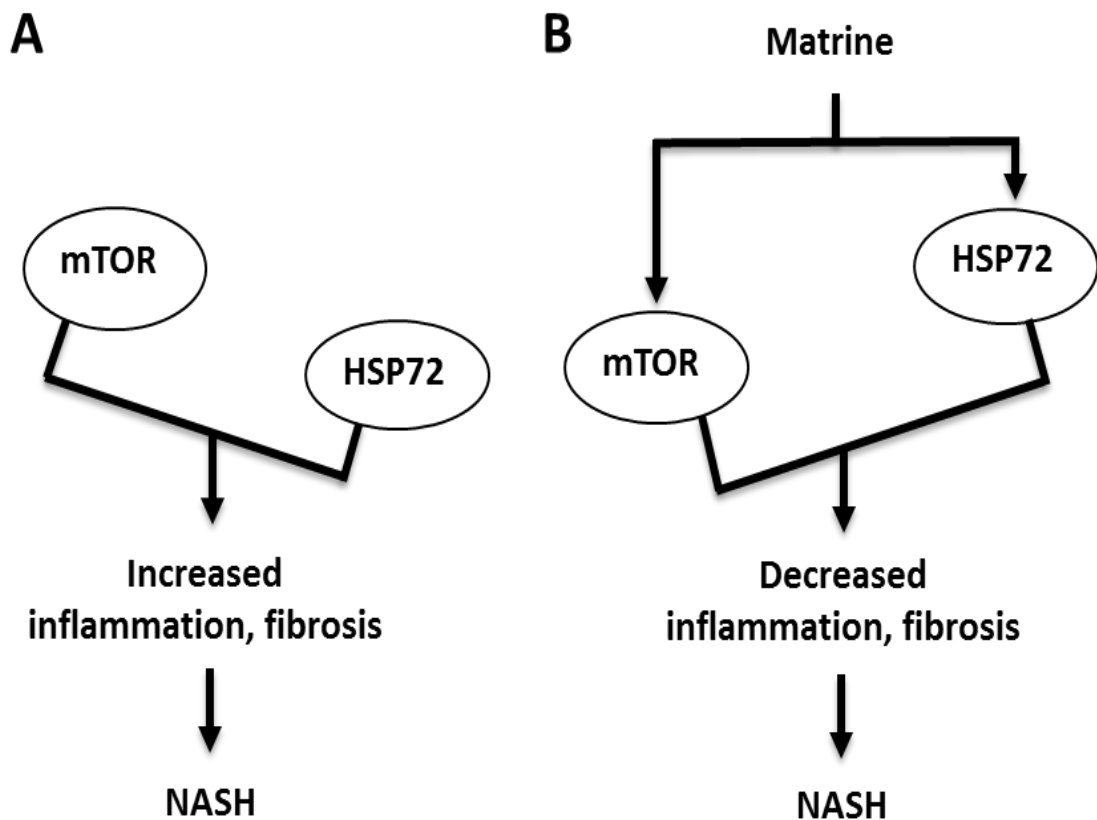 A
mTOR
HSP72
Increased
inflammation, fibrosis
NASH
B
Matrine
HSP72
mTOR
Decreased
inflammation, fibrosis
NASH